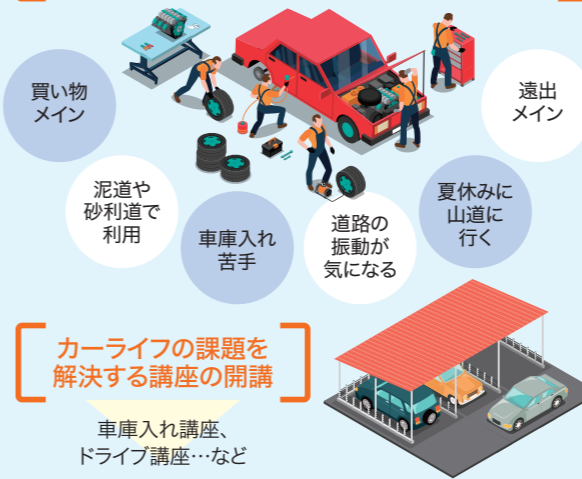 買い物
メイン
遠出
メイン
泥道や
砂利道で
利用
車庫入れ
苦手
道路の
振動が
気になる
夏休みに
山道に
行く
カーライフの課題を
解決する講座の開講
車庫入れ講座、
ドライブ講座…など